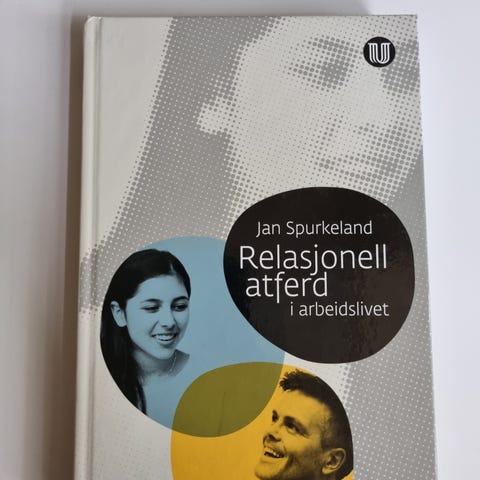 Jan Spurkeland
Relasjonell
atferd
i arbeidslivet